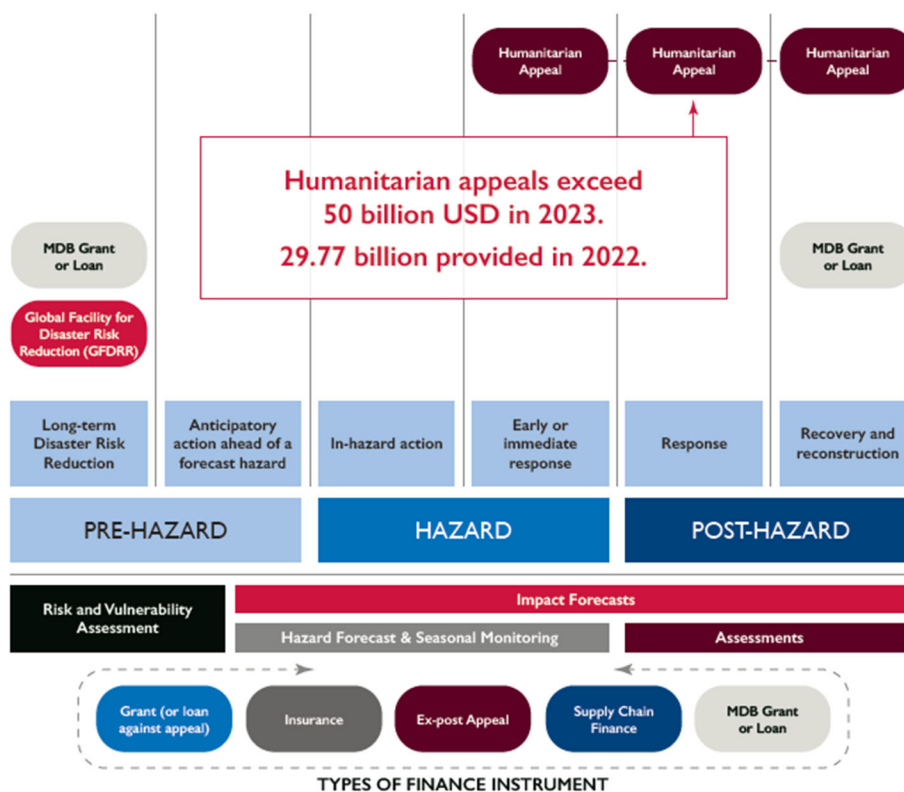 Humanitarian
Appeal
Humanitarian
Appeal
Humanitarian
Appeal
Humanitarian appeals exceed
50 billion USD in 2023.
29.77 billion provided in 2022.
MDB Grant
or Loan
MDB Grant
or Loan
Global Facility for
Disaster Risk
Reduction (GFDRR)
Long-term
Disaster Risk
Reduction
Anticipatory
action ahead of a
forecast hazard
In-hazard action
Early or
immediate
response
Response
Recovery and
reconstruction
PRE-HAZARD
HAZARD
POST-HAZARD
Risk and Vulnerability
Assessment
Impact Forecasts
Hazard Forecast & Seasonal Monitoring
Assessments
Grant (or loan
against appeal)
Insurance
Ex-post Appeal
Supply Chain
Finance
MDB Grant
or Loan
TYPES OF FINANCE INSTRUMENT